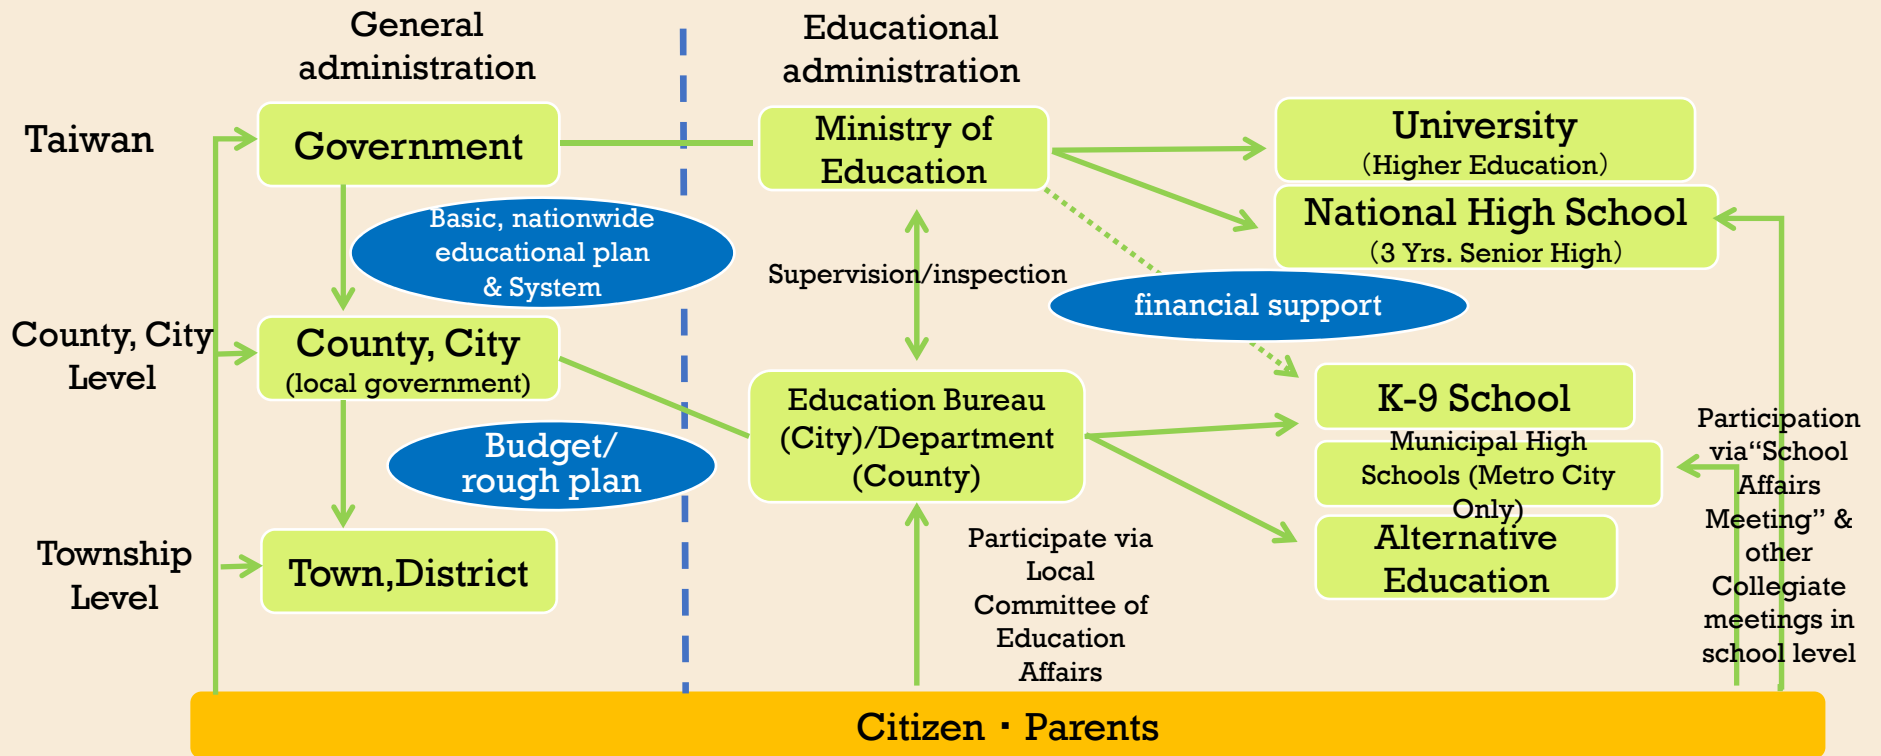 General
administration
Educational
administration
Taiwan
Government
Ministry of
Education
University
（Higher Education）
National High School
（3 Yrs. Senior High）
Basic, nationwide
educational plan
& System
Supervision/inspection
financial support
County, City
Level
County, City
(local government)
Education Bureau
(City)/Department
(County)
K-9 School
Municipal High
Schools (Metro City
Only)
Alternative
Education
Participation
via“School
Affairs
Meeting” &
other
Collegiate
meetings in
school level
Budget/
rough plan
Township
Level
Town,District
Participate via
Local
Committee of
Education
Affairs
Citizen・Parents